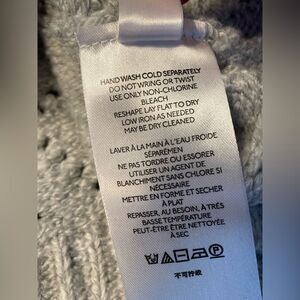 HAND WASH COLD SEPARATELY
DO NOT WRING OR TWIST
USE ONLY NON-CHLORINE
BLEACH
RESHAPE LAY FLAT TO DRY
LOW IRON AS NEEDED
MAY BE DRY CLEANED
LAVER À LA MAIN À L'EAU FROIDE
SÉPARÉMEN
NE PAS TORDRE OU ESSORER
UTILISER UN AGENT DE
BLANCHIMENT SANS CHLORE SI
NÉCESSAIRE
METTRE EN FORME ET SECHER
À PLAT
REPASSER, AU BESOIN, À TRÈS
BASSE TEMPÉRATURE
PEUT-ÊTRE ÊTRE NETTOYÉE
À SEC
P
不可拧绞